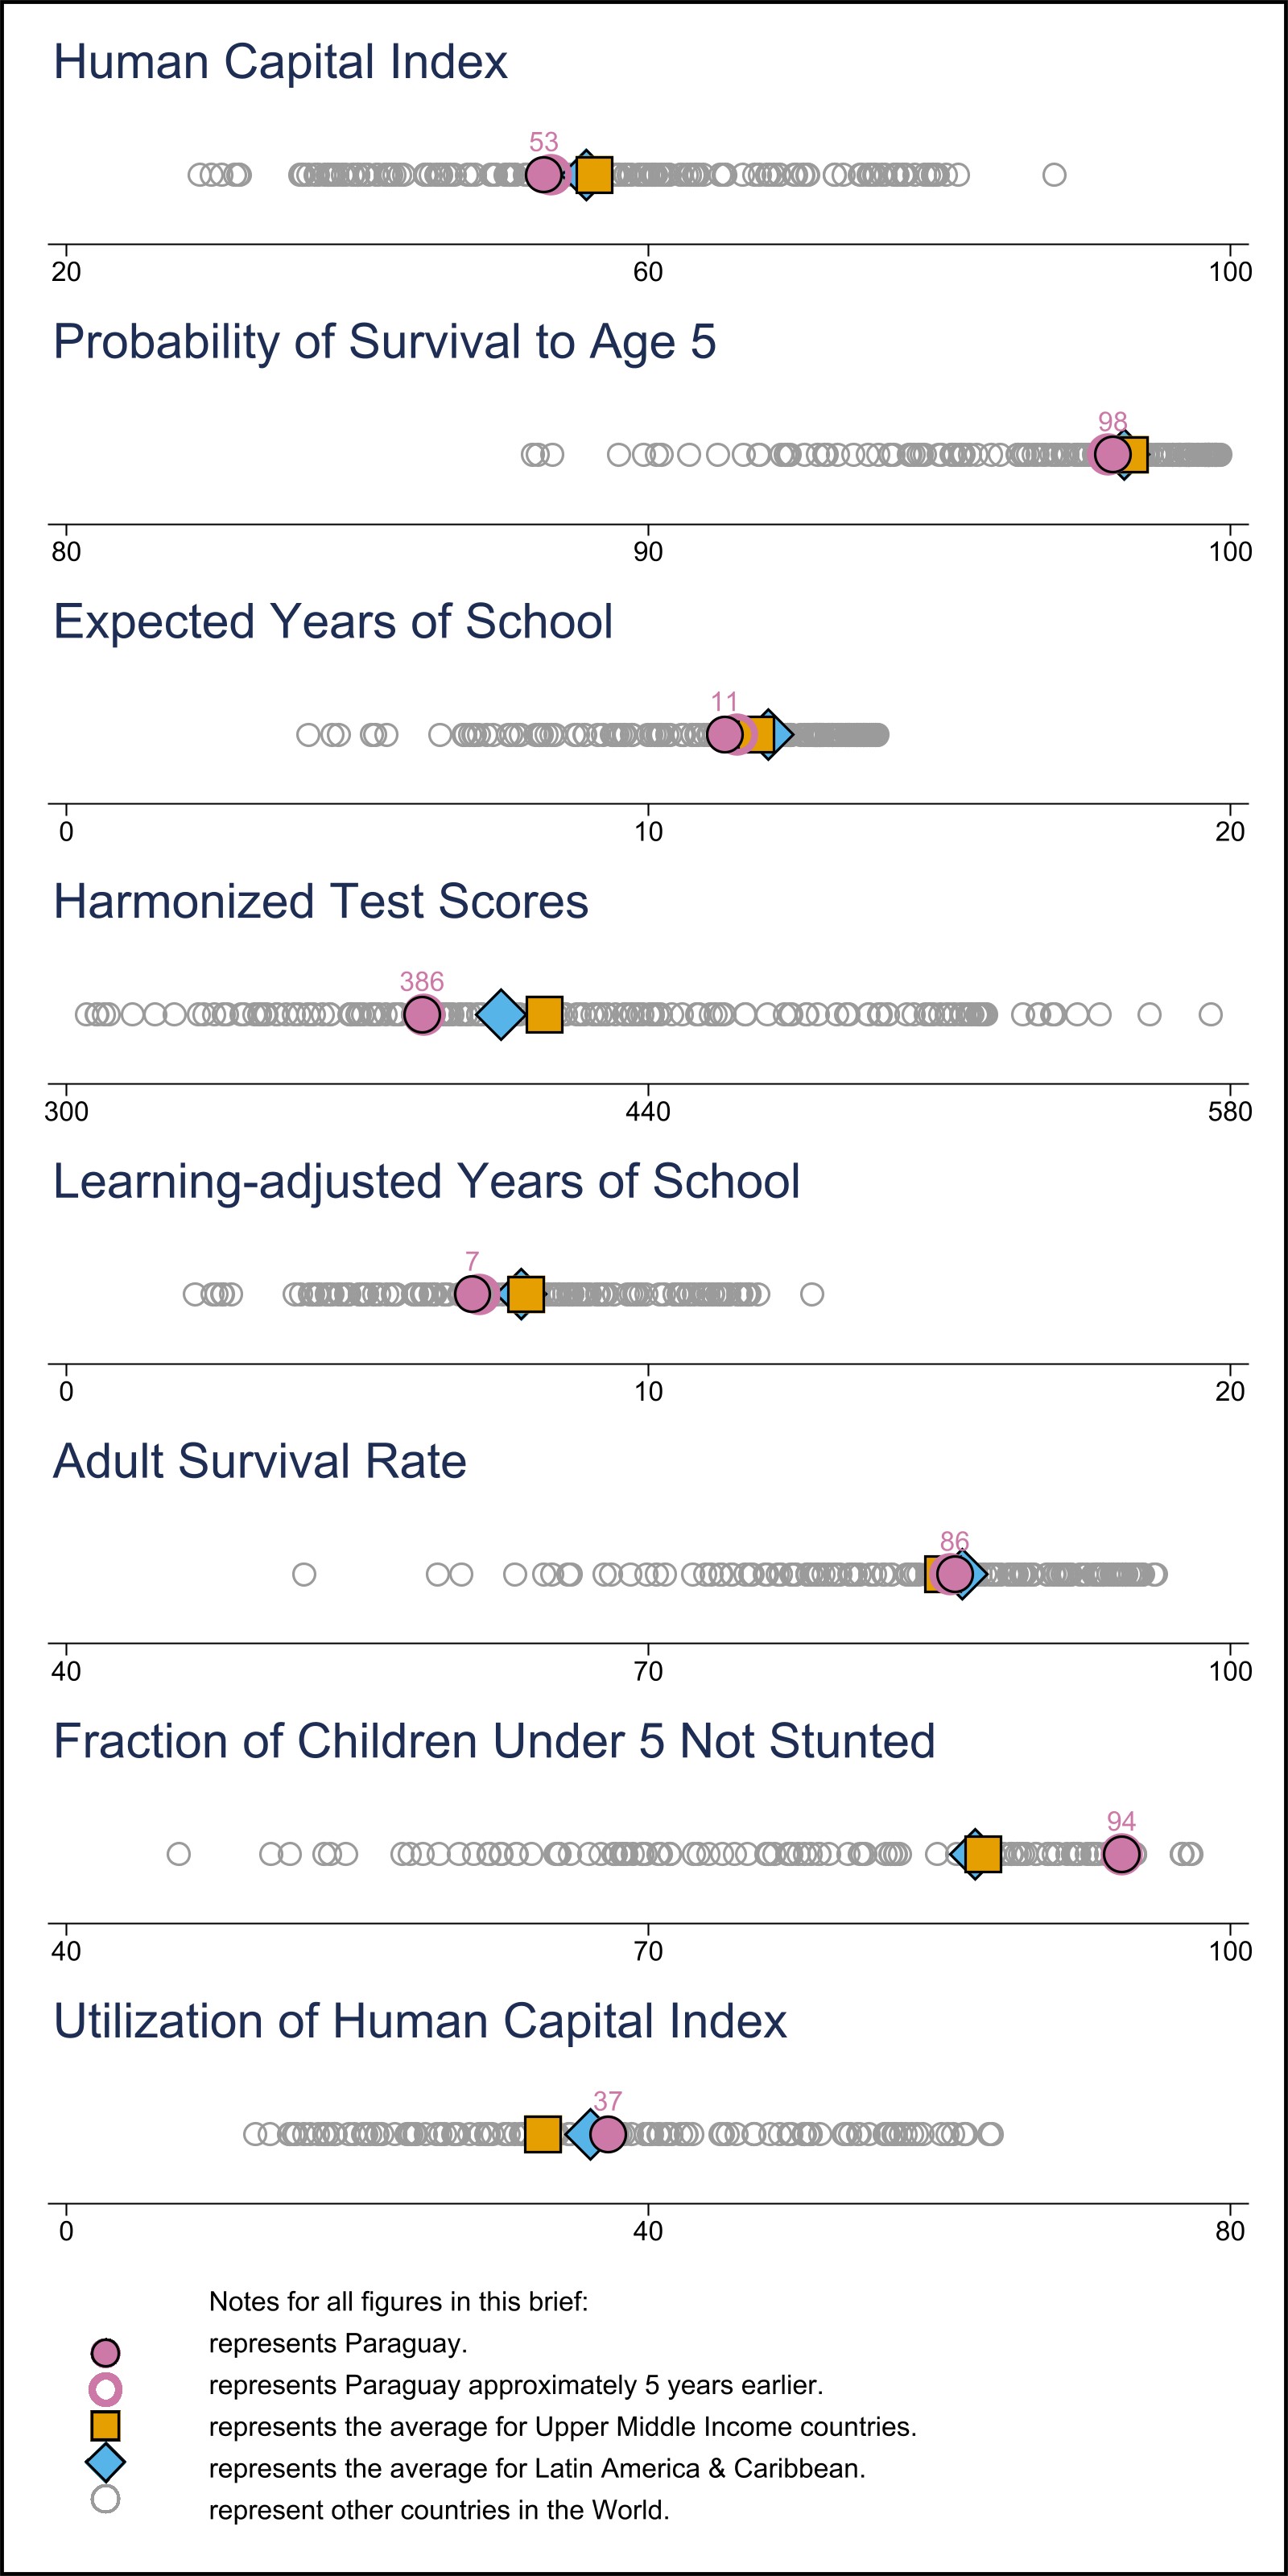 Human Capital Index
53
20 60 100
Probability of Survival to Age 5
98
80 90 100
Expected Years of School
11
0 10 20
Harmonized Test Scores
386
300 440 580
Learning-adjusted Years of School
7
0 10 20
Adult Survival Rate
86
40 70 100
Fraction of Children Under 5 Not Stunted
94
40 70 100
Utilization of Human Capital Index
37
0 40 80
Notes for all figures in this brief:
represents Paraguay.
represents Paraguay approximately 5 years earlier.
represents the average for Upper Middle Income countries.
represents the average for Latin America & Caribbean.
represent other countries in the World.